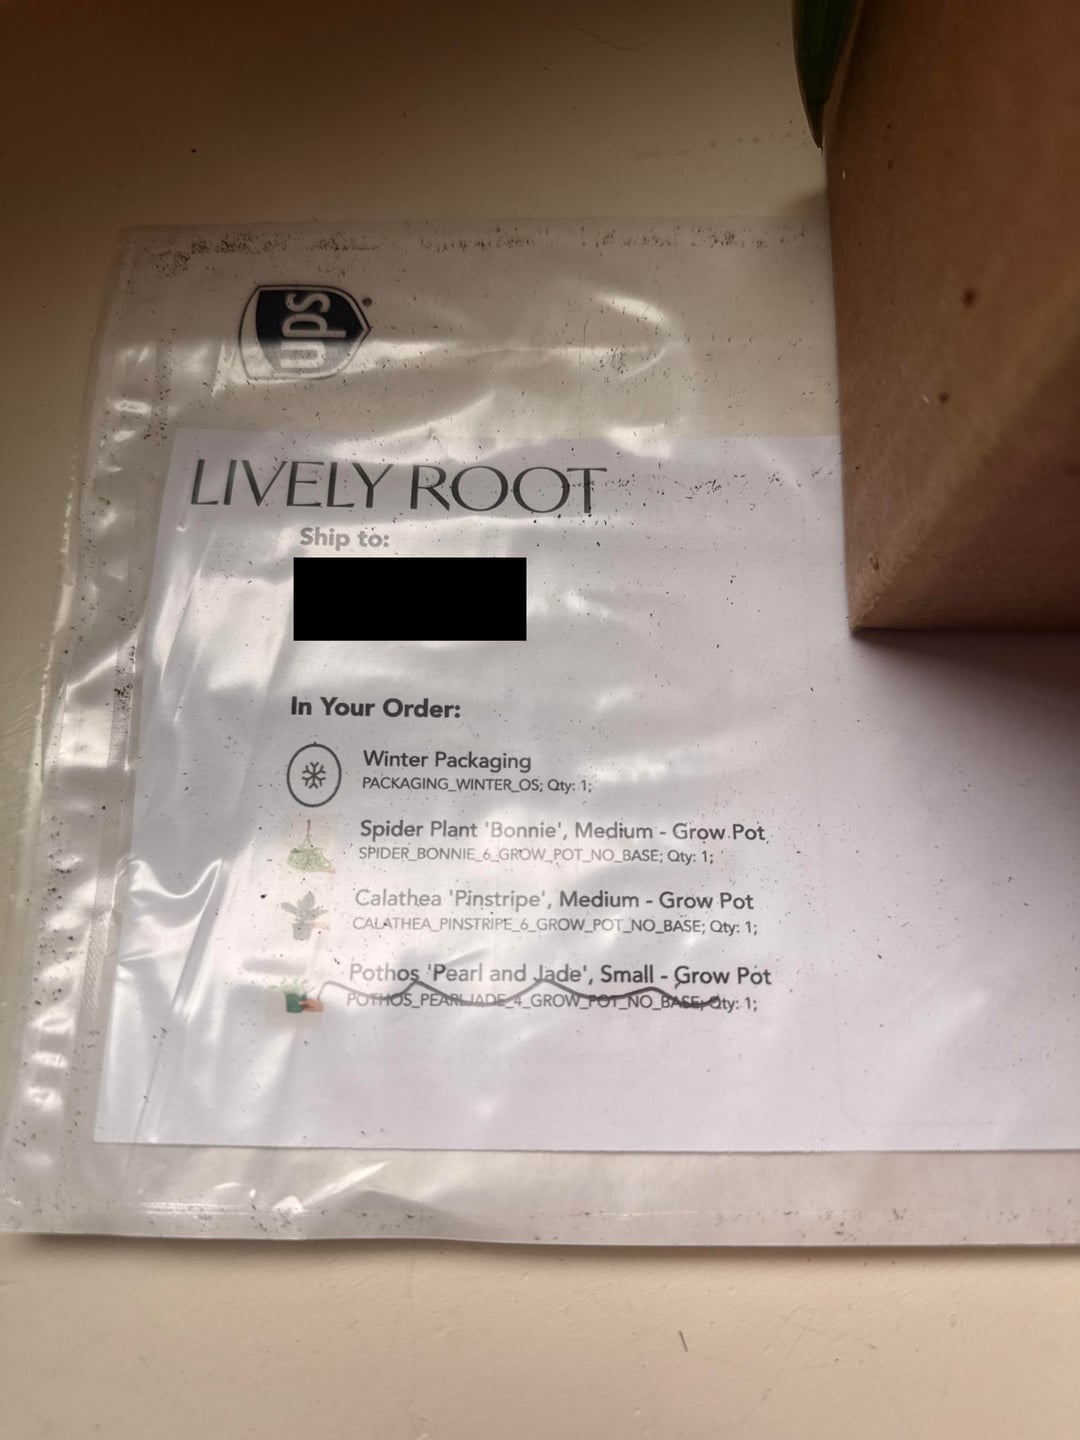 ups
LIVELY ROOT
Ship to:
In Your Order:
Winter Packaging
PACKAGING_WINTER_OS; Qty: 1;
Spider Plant 'Bonnie', Medium - Grow Pot
SPIDER_BONNIE_6_GROW_POT_NO_BASE; Qty: 1;
Calathea 'Pinstripe', Medium - Grow Pot
CALATHEA_PINSTRIPE_6_GROW_POT_NO_BASE; Qty: 1;
Pothos 'Pearl and Jade', Small - Grow Pot
POTHOS_PEARLJADE_4_GROW_POT_NO_BASE; Qty: 1;